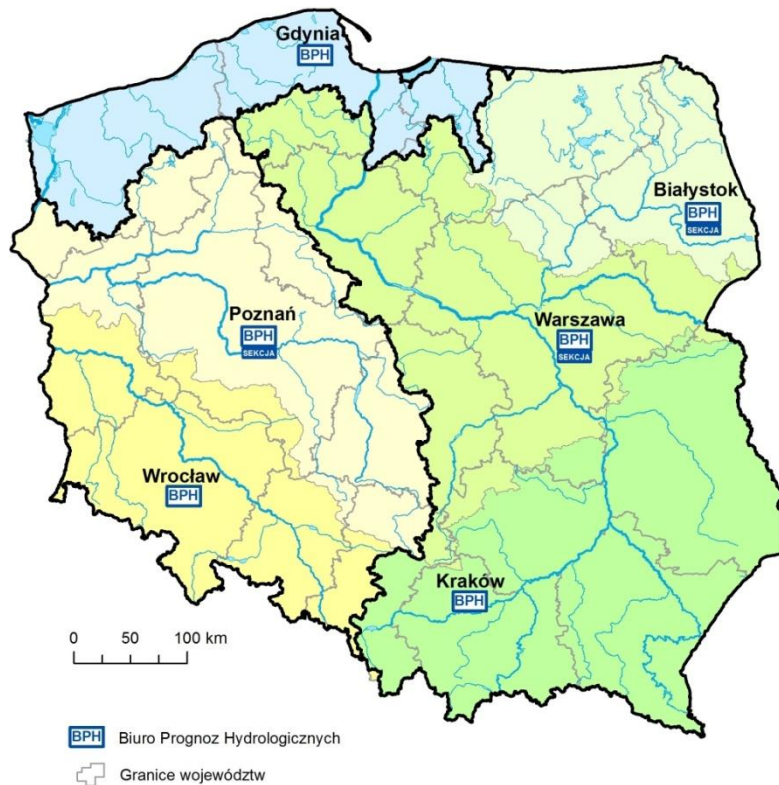 Gdynia
BPH
Białystok
BPH
SEKCJA
Poznań
BPH
SEKCJA
Warszawa
BPH
SEKCJA
Wrocław
BPH
Kraków
BPH
0 50 100 km
BPH Biuro Prognoz Hydrologicznych
Granice województw